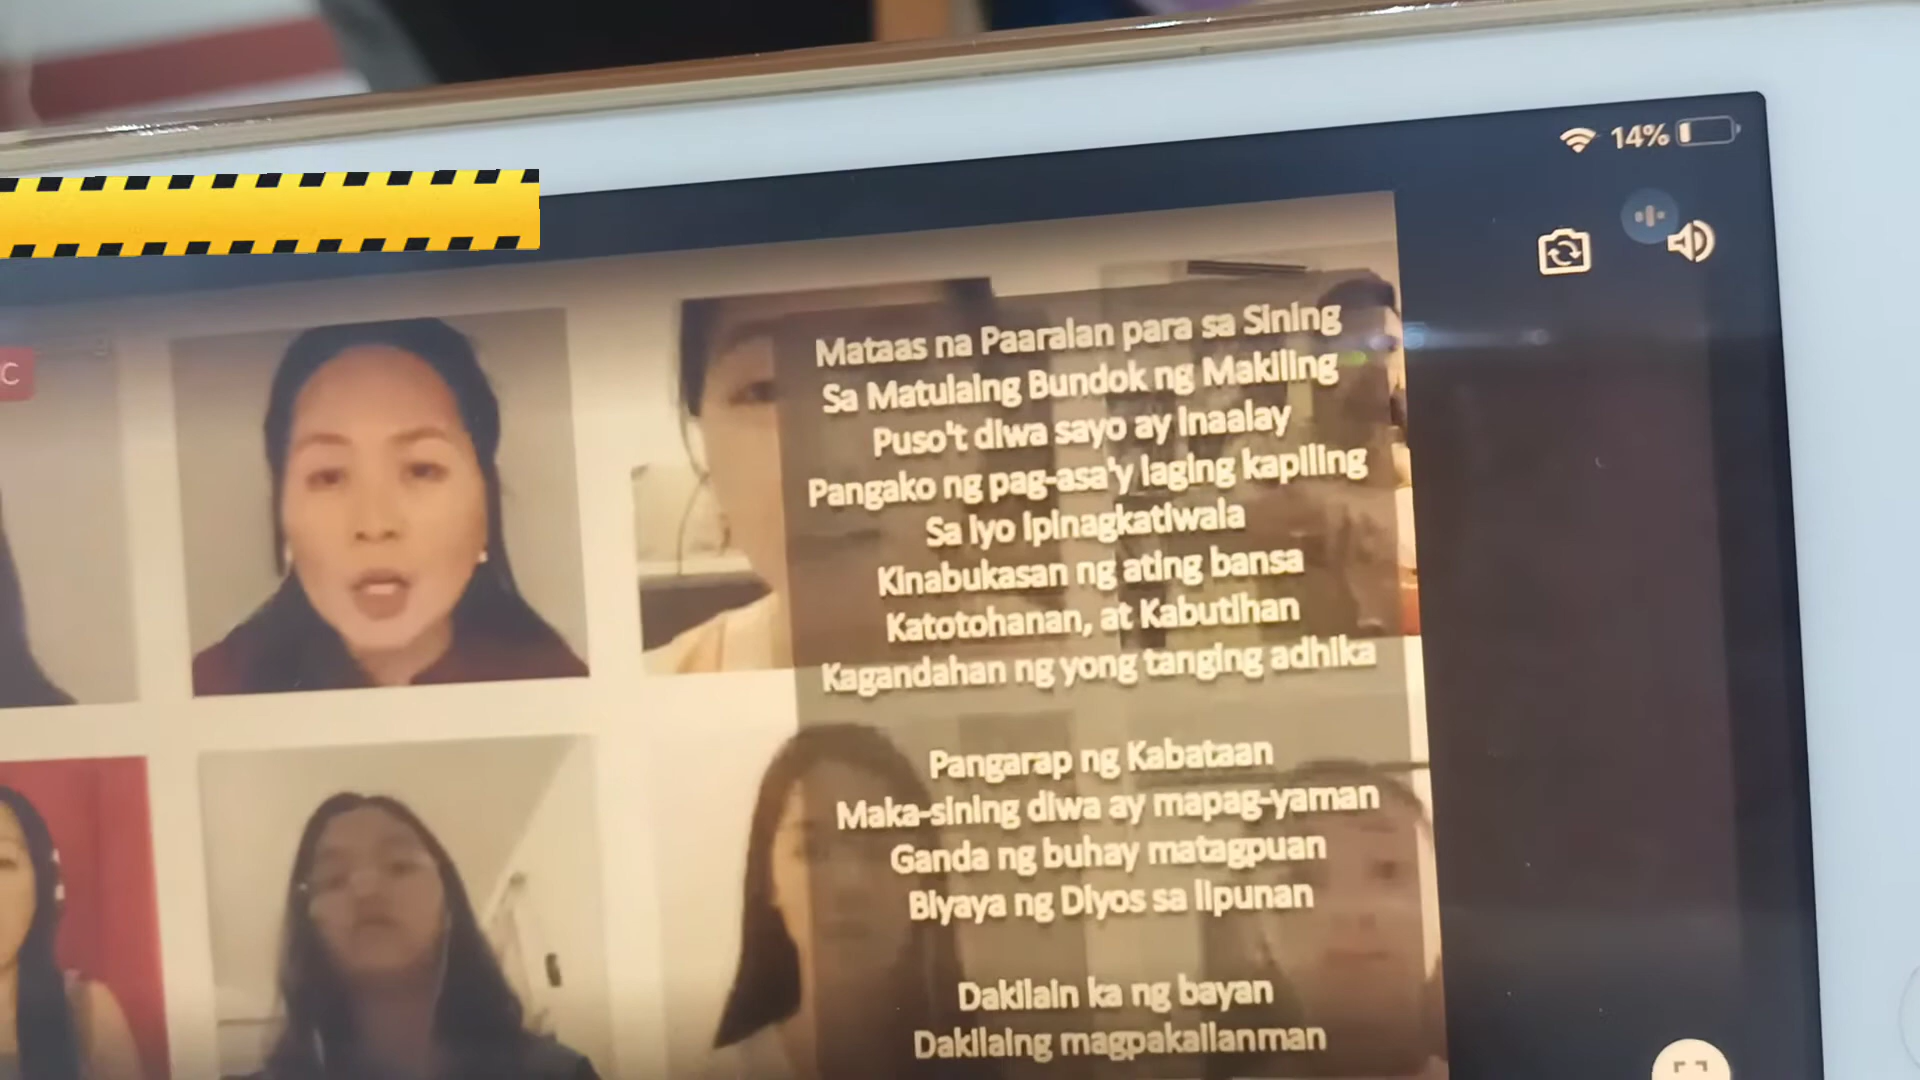 14%
C
Mataas na Paaralan para sa Sining
Sa Matulaing Bundok ng Makiling
Puso't diwa sayo ay inaalay
Pangako ng pag-asa'y laging kapiling
Sa iyo ipinagkatiwala
Kinabukasan ng ating bansa
Katotohanan, at Kabutihan
Kagandahan ng yong tanging adhika
Pangarap ng Kabataan
Maka-sining diwa ay mapag-yaman
Ganda ng buhay matagpuan
Biyaya ng Diyos sa lipunan
Dakilain ka ng bayan
Dakilaing magpakailanman